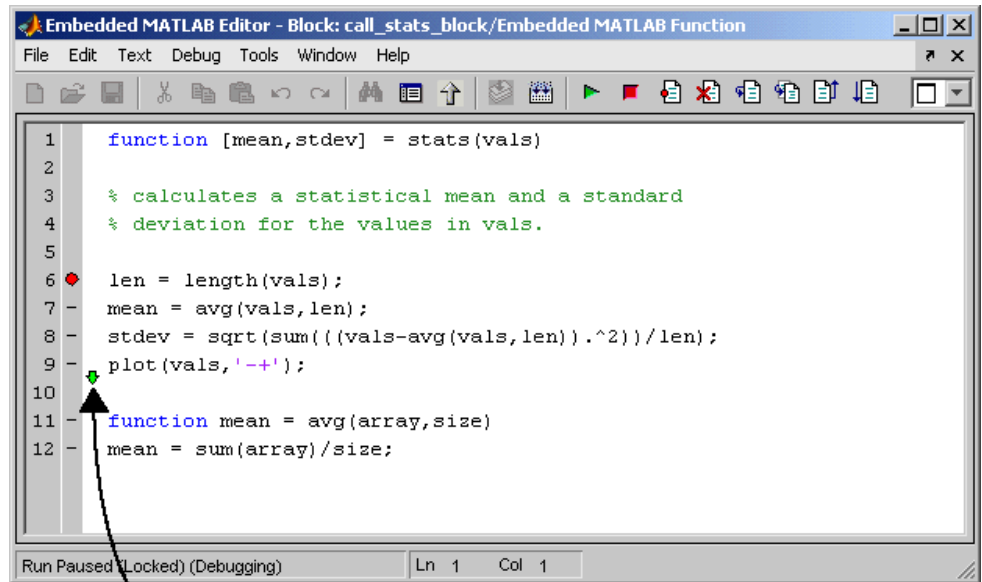 Embedded MATLAB Editor - Block: call_stats_block/Embedded MATLAB Function
File Edit Text Debug Tools Window Help
1 function [mean,stdev] = stats(vals)
2
3 % calculates a statistical mean and a standard
4 % deviation for the values in vals.
5
6 len = length(vals);
7 - mean = avg(vals,len);
8 - stdev = sqrt(sum(((vals-avg(vals,len)).^2))/len);
9 - plot(vals,'-+');
10
11 - function mean = avg(array,size)
12 - mean = sum(array)/size;
Run Paused (Locked) (Debugging) Ln 1 Col 1